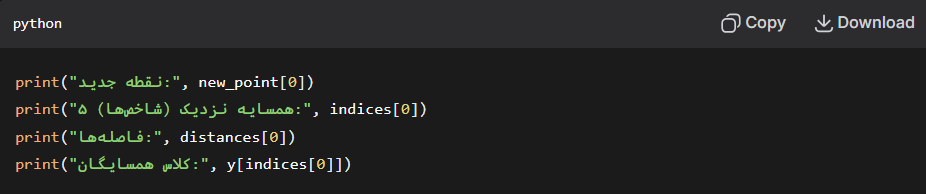 python
Copy
Download
print("نقطه جدید:", new_point[0])
print("۵ همسایه نزدیک (شاخص‌ها):", indices[0])
print("فاصله‌ها:", distances[0])
print("کلاس همسایگان:", y[indices[0]])